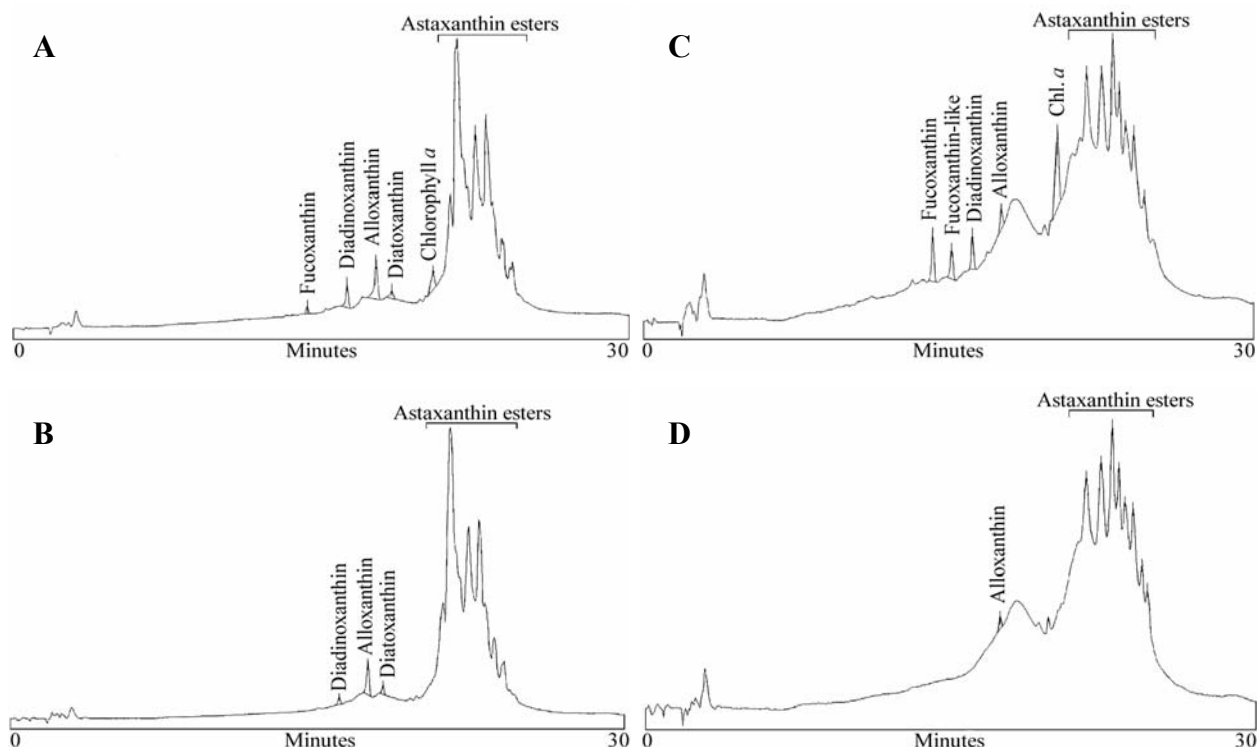 A
Astaxanthin esters
Fucoxanthin
Diadinoxanthin
Alloxanthin
Diatoxanthin
Chlorophyll a
0
Minutes
30
B
Astaxanthin esters
Diadinoxanthin
Alloxanthin
Diatoxanthin
0
Minutes
30
C
Astaxanthin esters
Fucoxanthin
Fucoxanthin-like
Diadinoxanthin
Alloxanthin
Chl. a
0
Minutes
30
D
Astaxanthin esters
Alloxanthin
0
Minutes
30